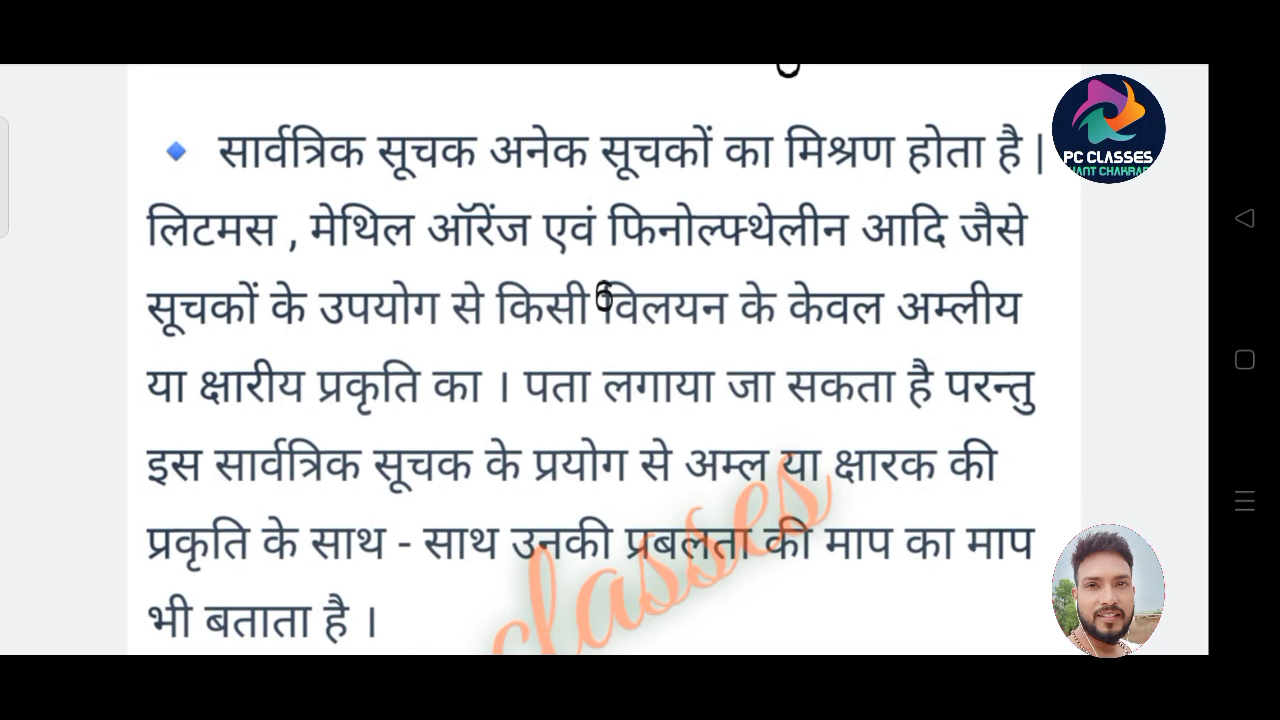 सार्वत्रिक सूचक अनेक सूचकों का मिश्रण होता है |
लिटमस , मेथिल ऑरेंज एवं फिनोल्फ्थेलीन आदि जैसे
सूचकों के उपयोग से किसी विलयन के केवल अम्लीय
या क्षारीय प्रकृति का । पता लगाया जा सकता है परन्तु
इस सार्वत्रिक सूचक के प्रयोग से अम्ल या क्षारक की
प्रकृति के साथ - साथ उनकी प्रबलता की माप का माप
भी बताता है ।
6
classes
PC CLASSES